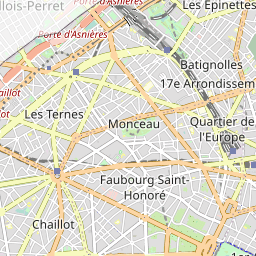 Les Epinettes
llois-Perret
Porte d'Asnières
Porte d'Asnières
Batignolles
17e Arrondissem
Les Ternes
Monceau
Quartier de
l'Europe
Faubourg Saint-
Honoré
Chaillot